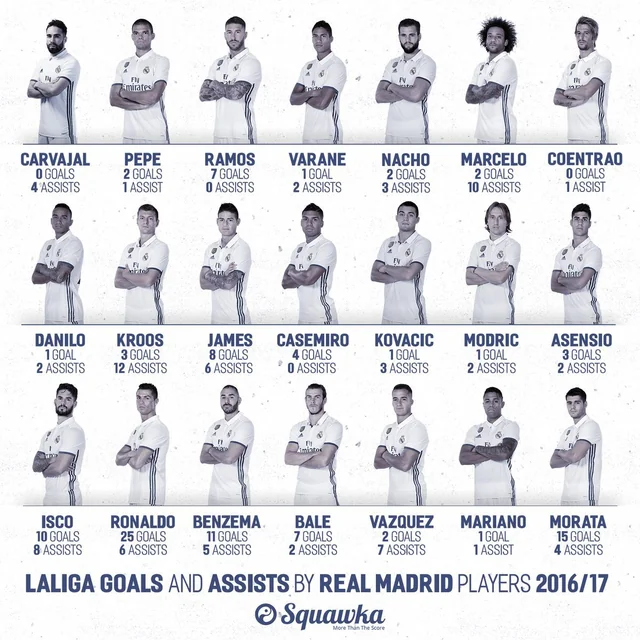 CARVAJAL
0 GOALS
4 ASSISTS
PEPE
2 GOALS
1 ASSIST
RAMOS
7 GOALS
0 ASSISTS
VARANE
1 GOAL
2 ASSISTS
NACHO
2 GOALS
3 ASSISTS
MARCELO
2 GOALS
10 ASSISTS
COENTRAO
0 GOALS
1 ASSIST
DANILO
1 GOAL
2 ASSISTS
KROOS
3 GOALS
12 ASSISTS
JAMES
8 GOALS
6 ASSISTS
CASEMIRO
4 GOALS
0 ASSISTS
KOVACIC
1 GOAL
3 ASSISTS
MODRIC
1 GOAL
2 ASSISTS
ASENSIO
3 GOALS
2 ASSISTS
ISCO
10 GOALS
8 ASSISTS
RONALDO
25 GOALS
6 ASSISTS
BENZEMA
11 GOALS
5 ASSISTS
BALE
7 GOALS
2 ASSISTS
VAZQUEZ
2 GOALS
7 ASSISTS
MARIANO
1 GOAL
1 ASSIST
MORATA
15 GOALS
4 ASSISTS
LALIGA GOALS AND ASSISTS BY REAL MADRID PLAYERS 2016/17
Squawka
More Than The Score